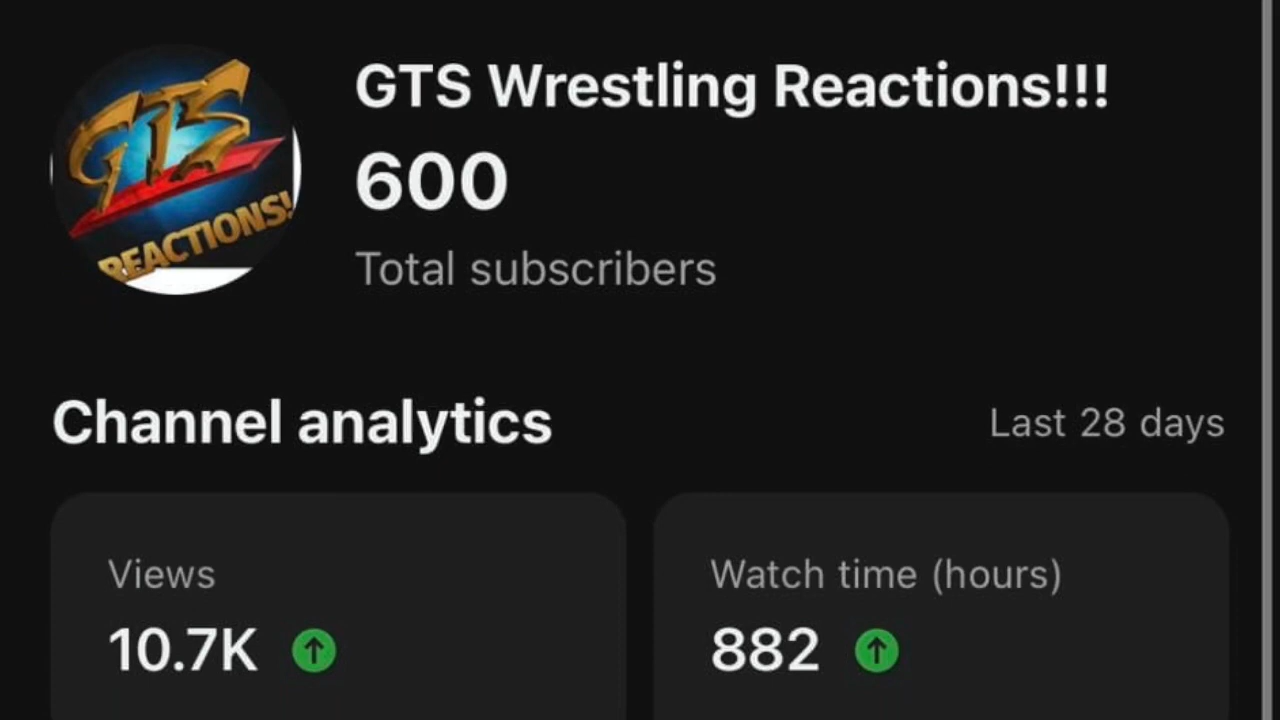 GTS
REACTIONS!
GTS Wrestling Reactions!!!
600
Total subscribers
Channel analytics
Last 28 days
Views
10.7K
Watch time (hours)
882